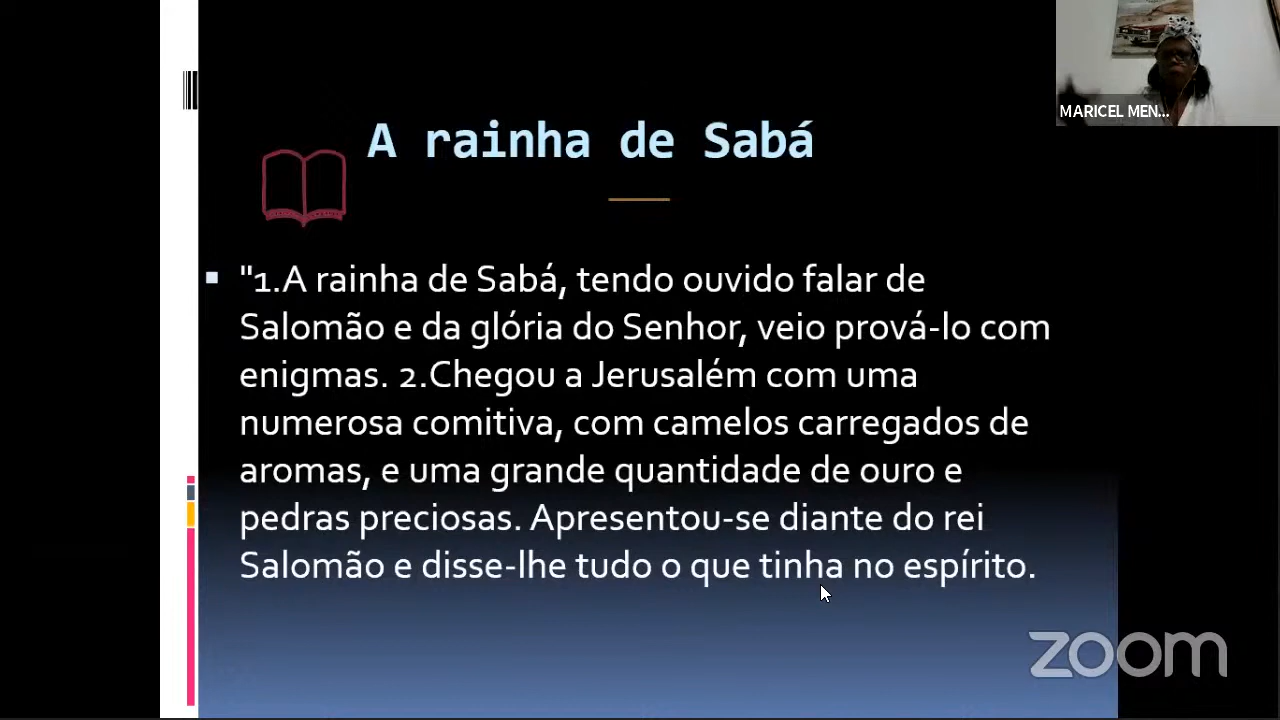 MARICEL MEN...
A rainha de Sabá
"1.A rainha de Sabá, tendo ouvido falar de
Salomão e da glória do Senhor, veio prová-lo com
enigmas. 2.Chegou a Jerusalém com uma
numerosa comitiva, com camelos carregados de
aromas, e uma grande quantidade de ouro e
pedras preciosas. Apresentou-se diante do rei
Salomão e disse-lhe tudo o que tinha no espírito.
zoom